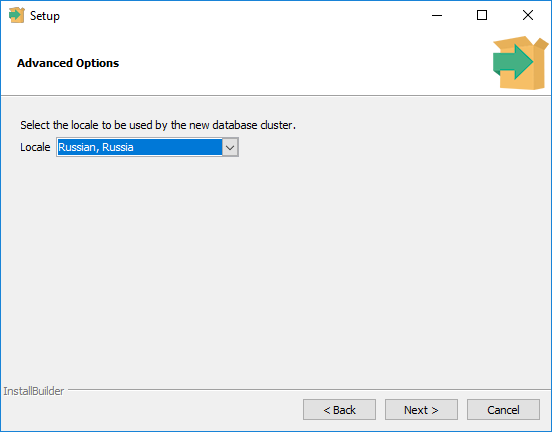 Setup
Advanced Options
Select the locale to be used by the new database cluster.
Locale Russian, Russia
InstallBuilder
< Back Next > Cancel